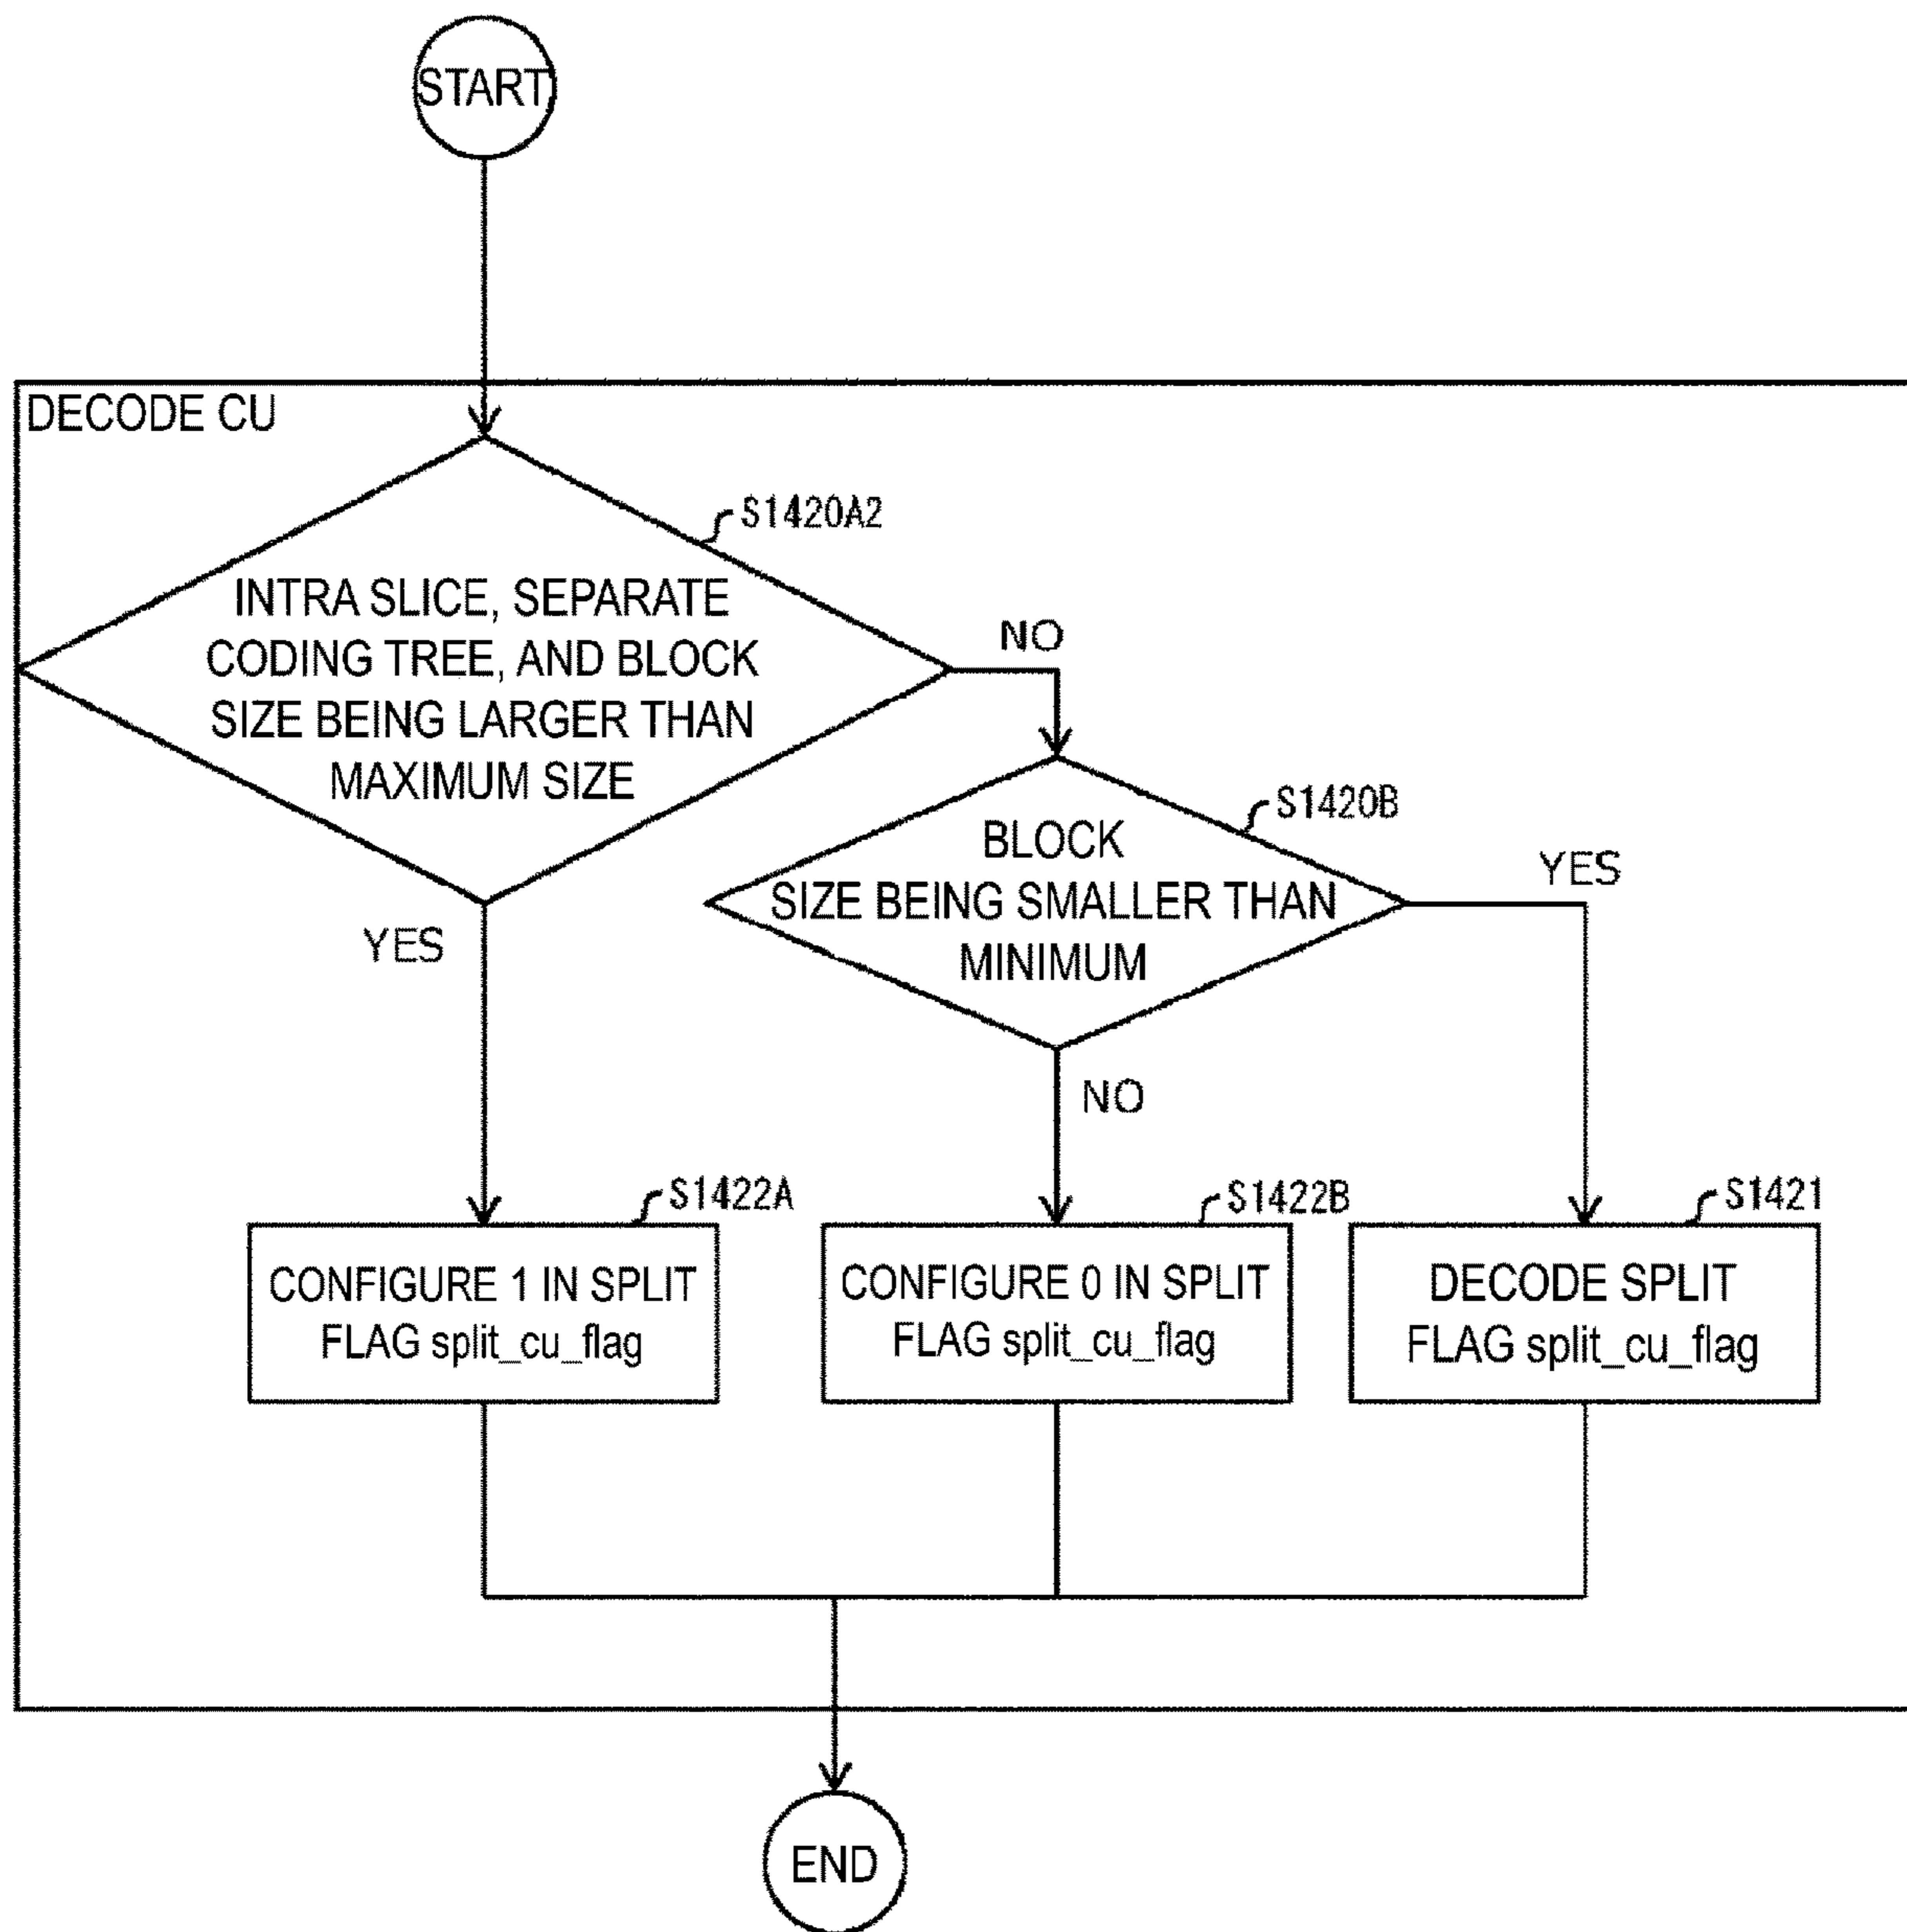 START
DECODE CU
S1420A2
INTRA SLICE, SEPARATE
CODING TREE, AND BLOCK
SIZE BEING LARGER THAN
MAXIMUM SIZE
NO
YES
S1420B
BLOCK
SIZE BEING SMALLER THAN
MINIMUM
YES
NO
S1422A
CONFIGURE 1 IN SPLIT
FLAG split_cu_flag
S1422B
CONFIGURE 0 IN SPLIT
FLAG split_cu_flag
S1421
DECODE SPLIT
FLAG split_cu_flag
END